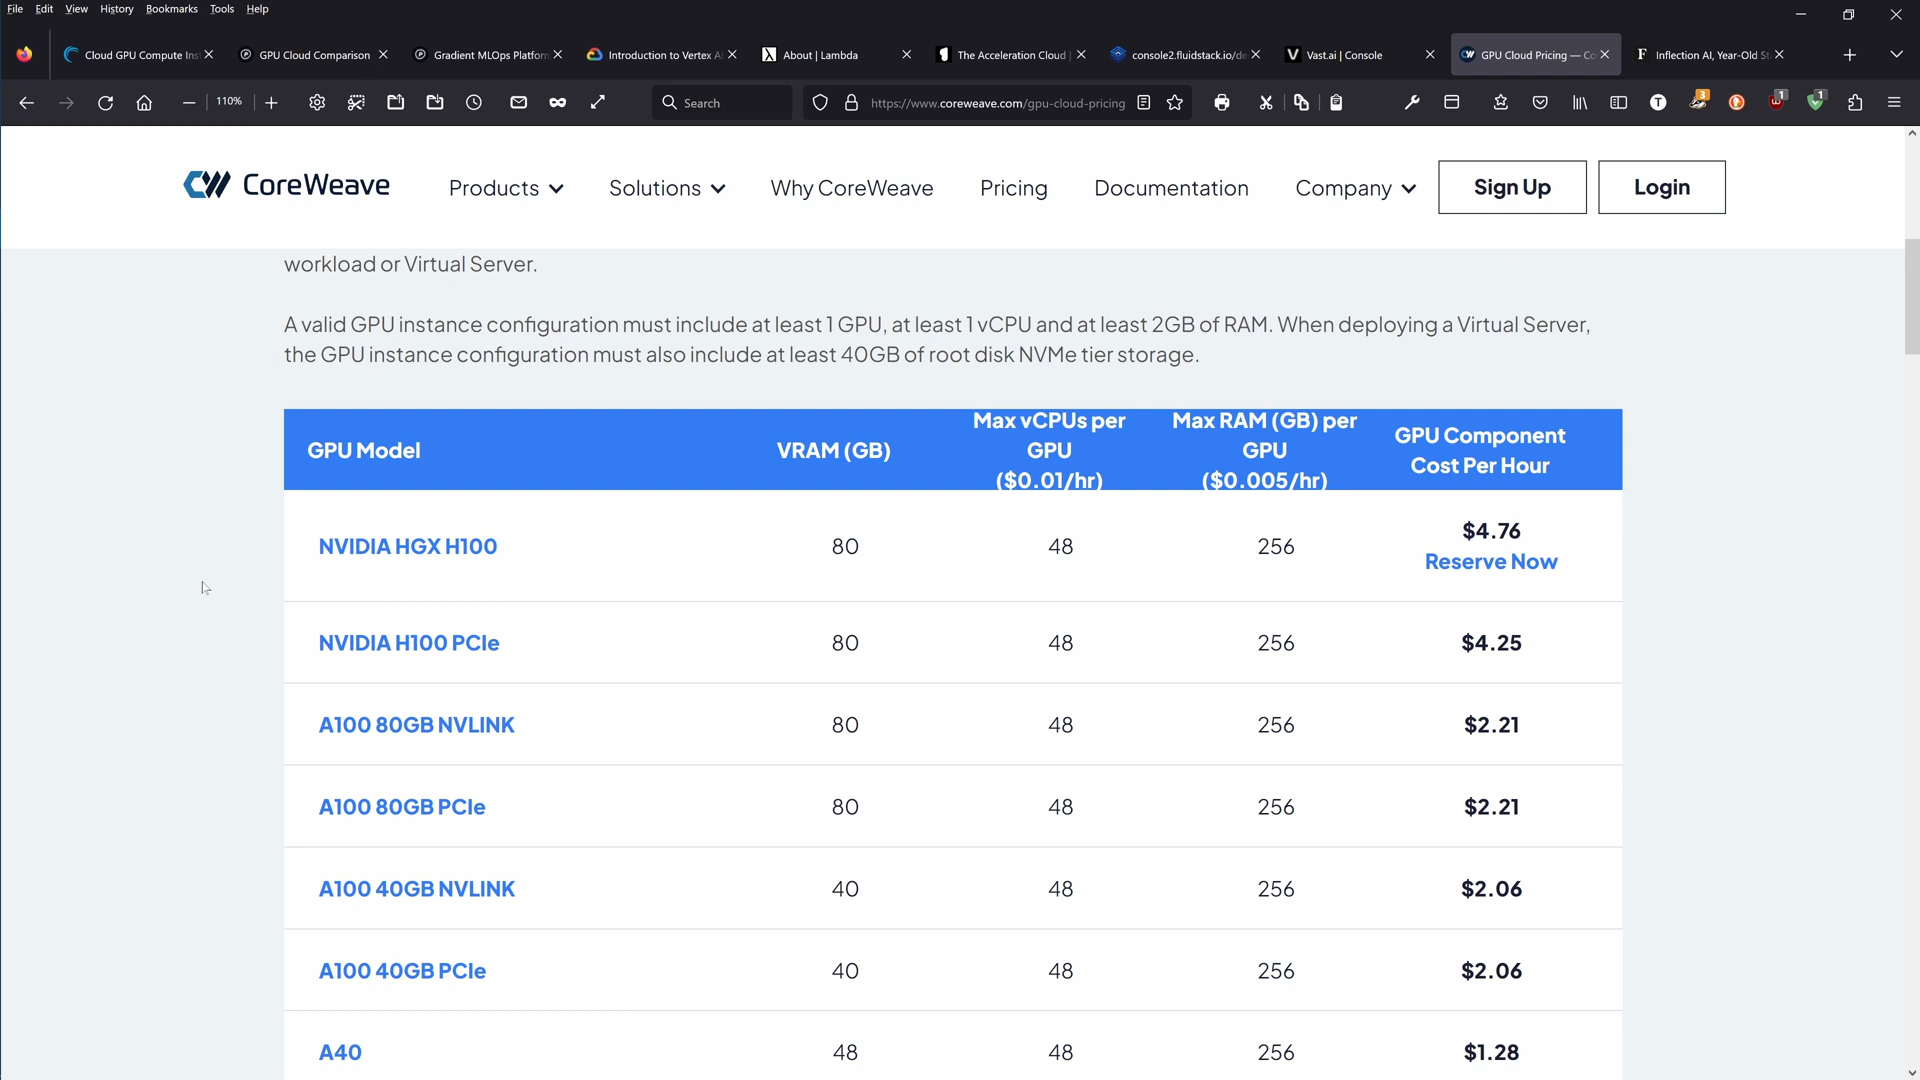 File Edit View History Bookmarks Tools Help
Cloud GPU Compute Ins
GPU Cloud Comparison
Gradient MLOps Platform
Introduction to Vertex AI
About | Lambda
The Acceleration Cloud |
console2.fluidstack.io/de
Vast.ai | Console
GPU Cloud Pricing — Co
Inflection AI, Year-Old St
110%
Search
https://www.coreweave.com/gpu-cloud-pricing
3
1
1
CoreWeave
Products
Solutions
Why CoreWeave
Pricing
Documentation
Company
Sign Up
Login
workload or Virtual Server.
A valid GPU instance configuration must include at least 1 GPU, at least 1 vCPU and at least 2GB of RAM. When deploying a Virtual Server,
the GPU instance configuration must also include at least 40GB of root disk NVMe tier storage.
GPU Model
VRAM (GB)
Max vCPUs per
GPU
($0.01/hr)
Max RAM (GB) per
GPU
($0.005/hr)
GPU Component
Cost Per Hour
NVIDIA HGX H100 80 48 256 $4.76
Reserve Now
NVIDIA H100 PCIe 80 48 256 $4.25
A100 80GB NVLINK 80 48 256 $2.21
A100 80GB PCIe 80 48 256 $2.21
A100 40GB NVLINK 40 48 256 $2.06
A100 40GB PCIe 40 48 256 $2.06
A40 48 48 256 $1.28